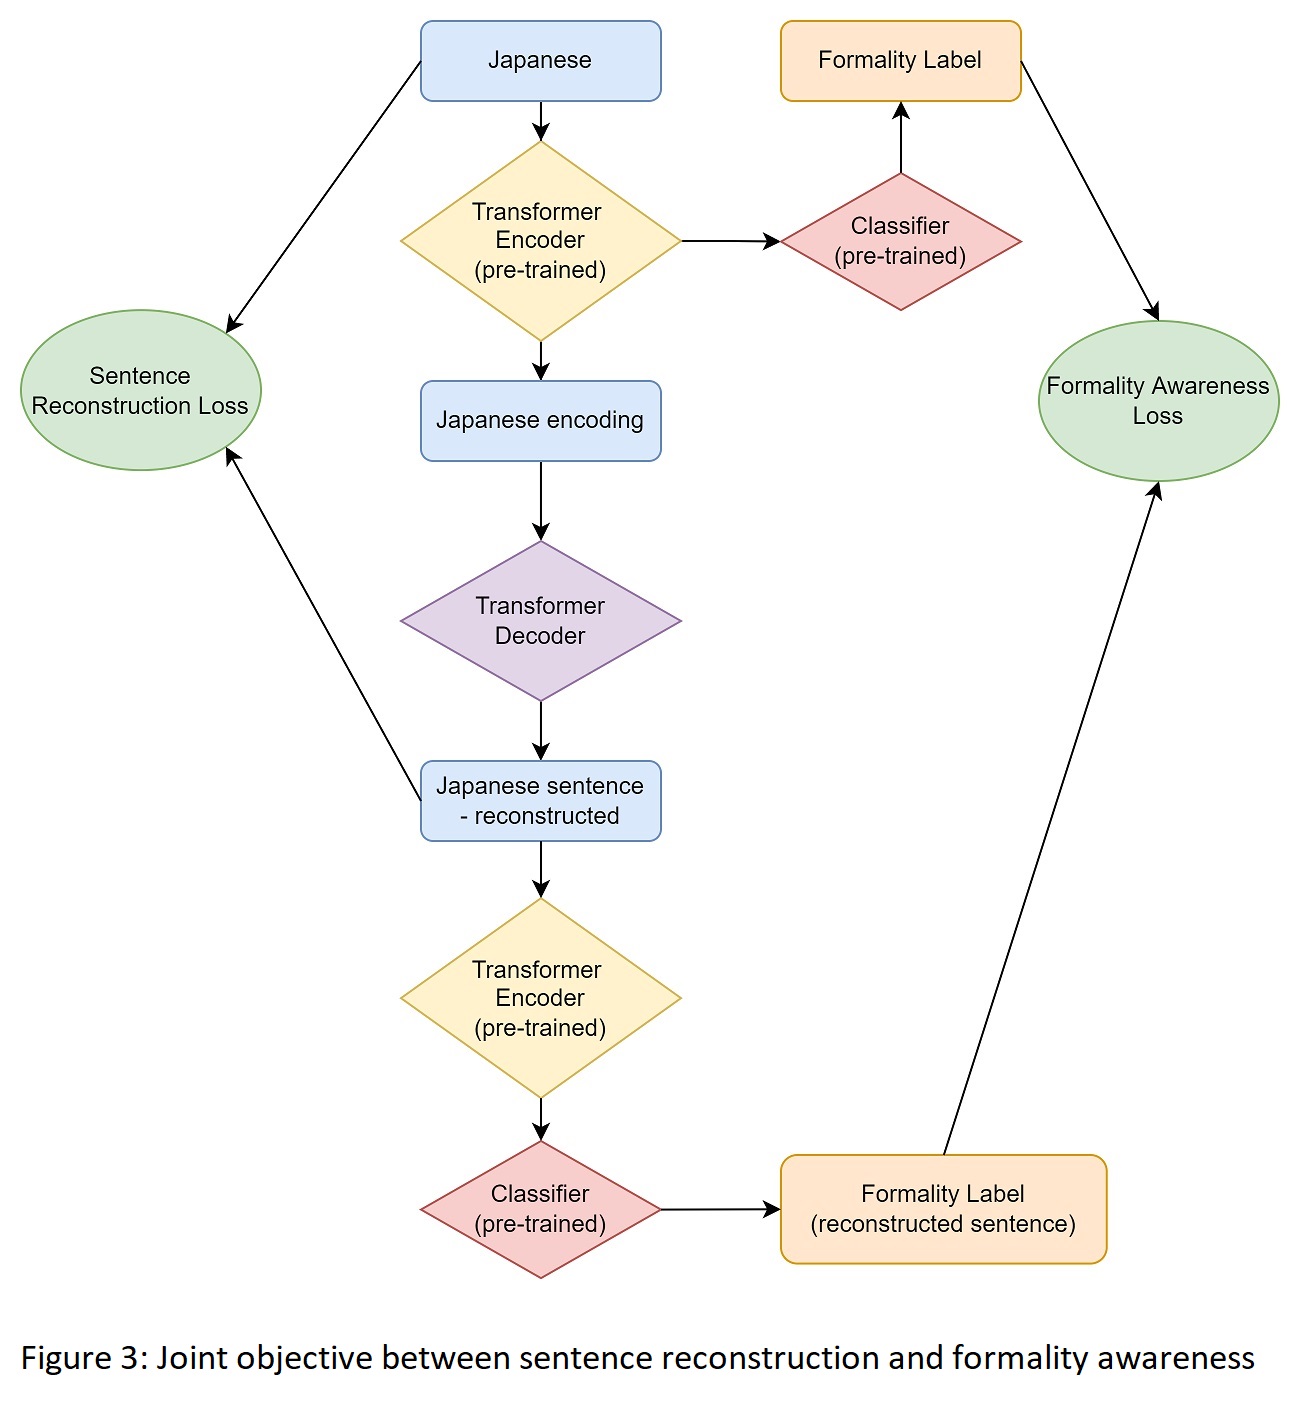 Japanese
Formality Label
Transformer
Encoder
(pre-trained)
Classifier
(pre-trained)
Sentence
Reconstruction Loss
Formality Awareness
Loss
Japanese encoding
Transformer
Decoder
Japanese sentence
- reconstructed
Transformer
Encoder
(pre-trained)
Classifier
(pre-trained)
Formality Label
(reconstructed sentence)
Figure 3: Joint objective between sentence reconstruction and formality awareness